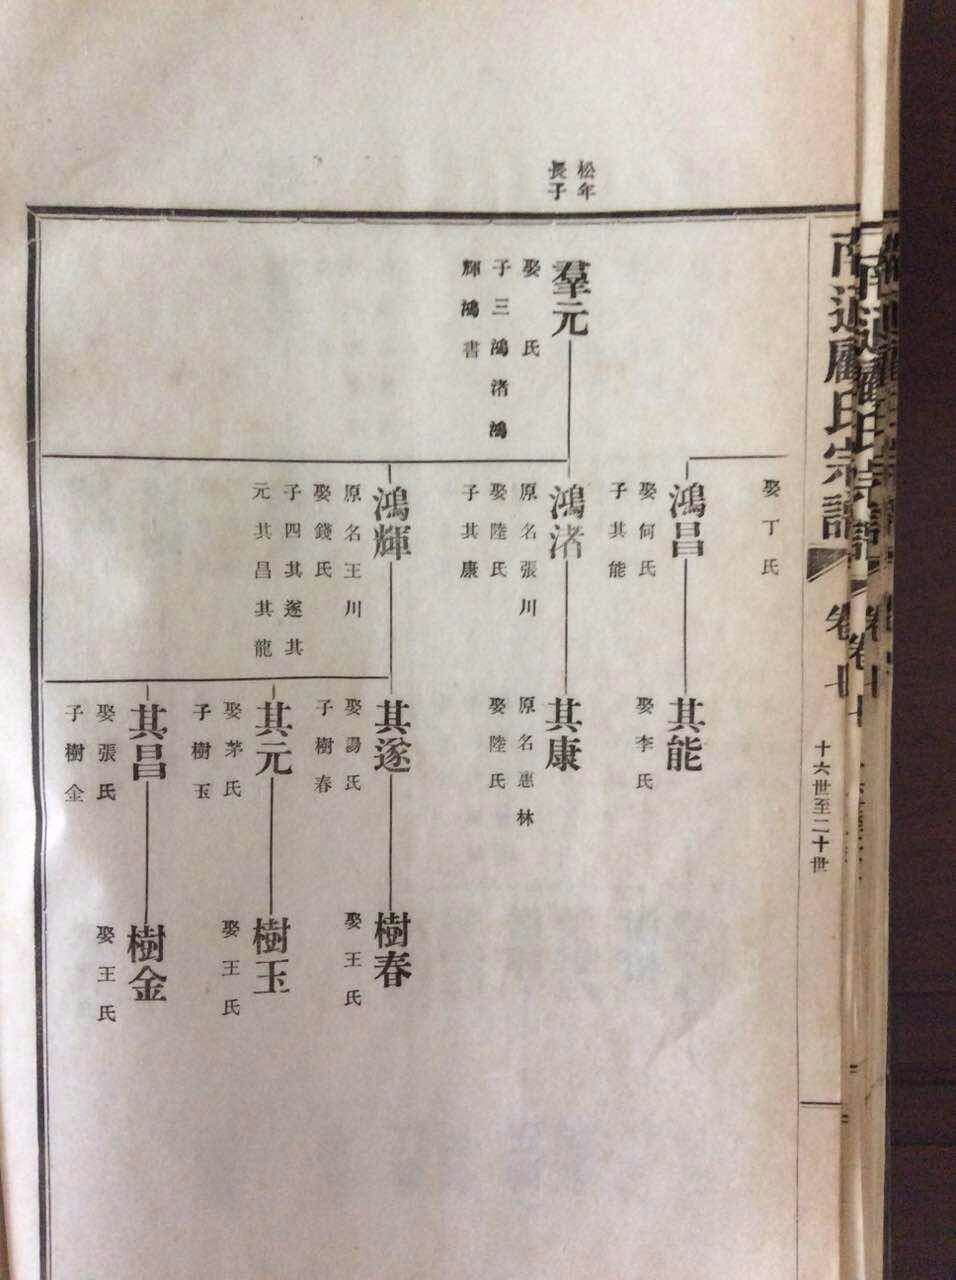 南通顧氏宗譜
卷七
十六世至二十世
娶丁氏
鴻昌
娶何氏
子其能
其能
娶李氏
松年
長子
羣元
娶 氏
子三鴻渚鴻
輝鴻書
鴻渚
原名張川
娶陸氏
子其康
其康
原名惠林
娶陸氏
鴻輝
原名王川
娶錢氏
子四其遂其
元其昌其龍
其遂
娶湯氏
子樹春
樹春
娶王氏
其元
娶茅氏
子樹玉
樹玉
娶王氏
其昌
娶張氏
子樹金
樹金
娶王氏